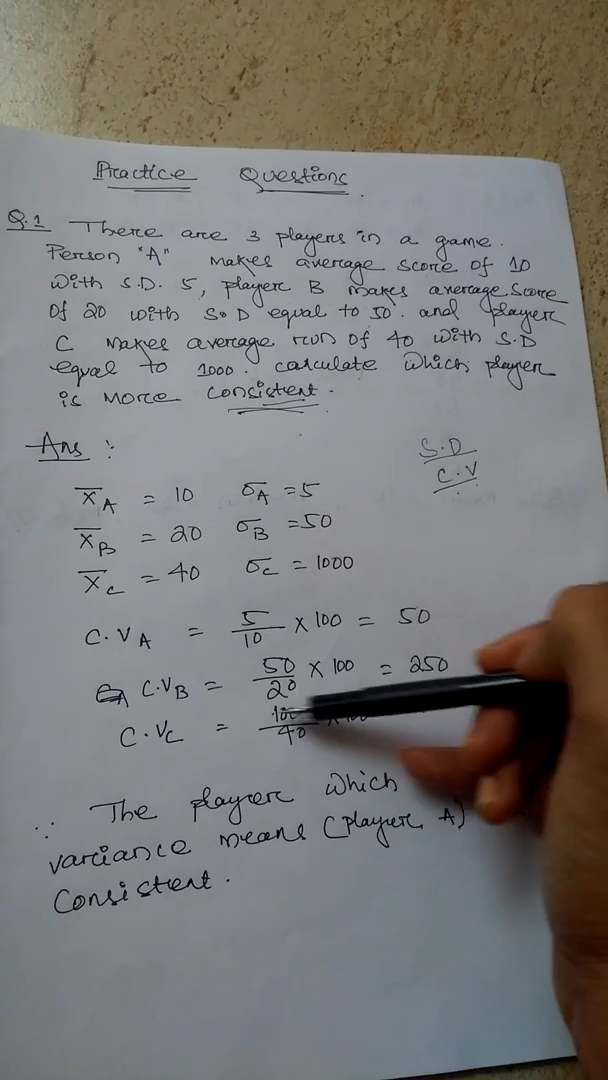 Practice Questions
Q.1 There are 3 players in a game.
Person "A" makes average score of 10
with S.D. 5, player B makes average score
of 20 with S.D equal to 50. and player
C makes average run of 40 with S.D
equal to 1000. calculate which player
is more consistent.
Ans :
S.D
C.V
X̄A = 10 σA = 5
X̄B = 20 σB = 50
X̄C = 40 σC = 1000
C.VA = 5/10 × 100 = 50
C.VB = 50/20 × 100 = 250
C.VC = /40 × 100
∵ The player which
variance means (player A)
consistent.